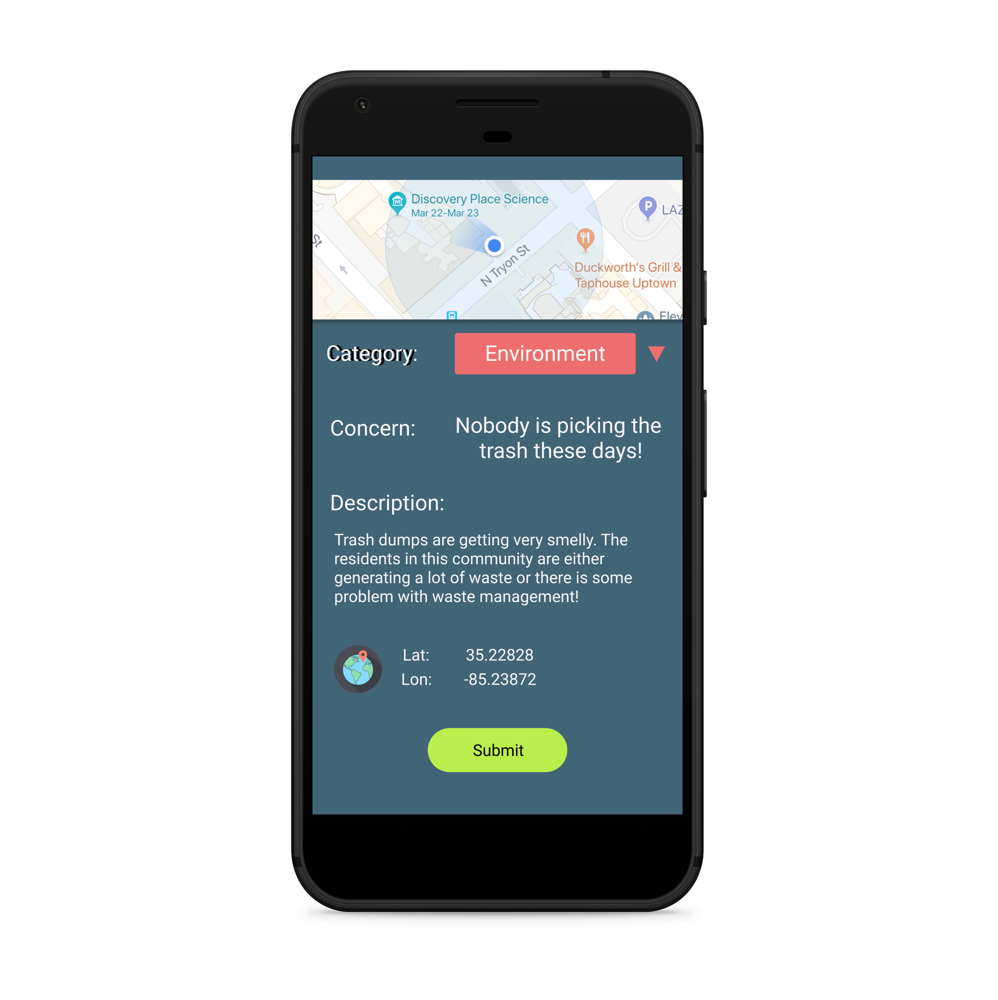 Discovery Place Science
Mar 22-Mar 23
P
LAZ
St
M
N Tryon St
Duckworth's Grill &
Taphouse Uptown
Elev
Category:
Environment
Concern:
Nobody is picking the
trash these days!
Description:
Trash dumps are getting very smelly. The
residents in this community are either
generating a lot of waste or there is some
problem with waste management!
Lat: 35.22828
Lon: -85.23872
Submit